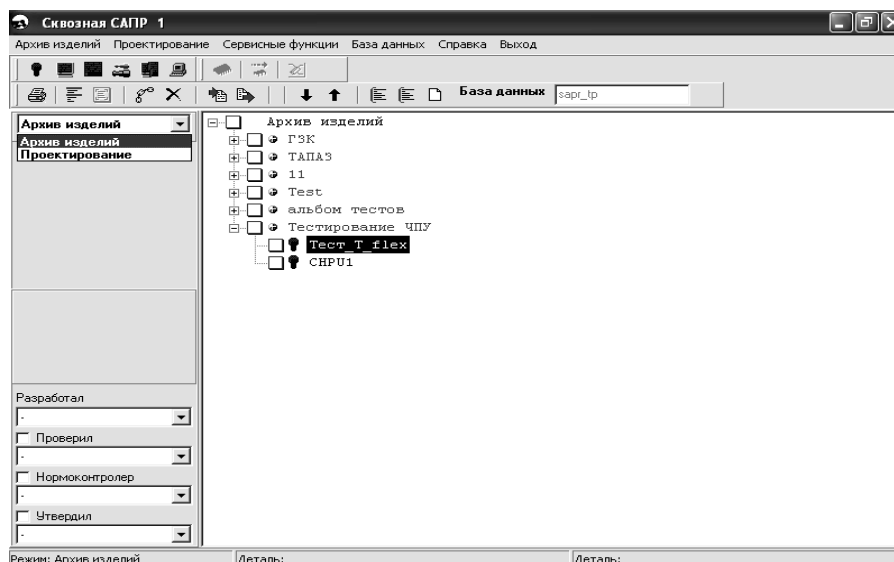 Сквозная САПР 1
Архив изделий Проектирование Сервисные функции База данных Справка Выход
База данных sapr_tp
Архив изделий
Архив изделий
Проектирование
Архив изделий
ГЗК
ТАПАЗ
11
Test
альбом тестов
Тестирование ЧПУ
Тест_T_flex
CHPU1
Разработал
-
Проверил
-
Нормоконтролер
-
Утвердил
-
Режим: Архив изделий Деталь: Деталь: